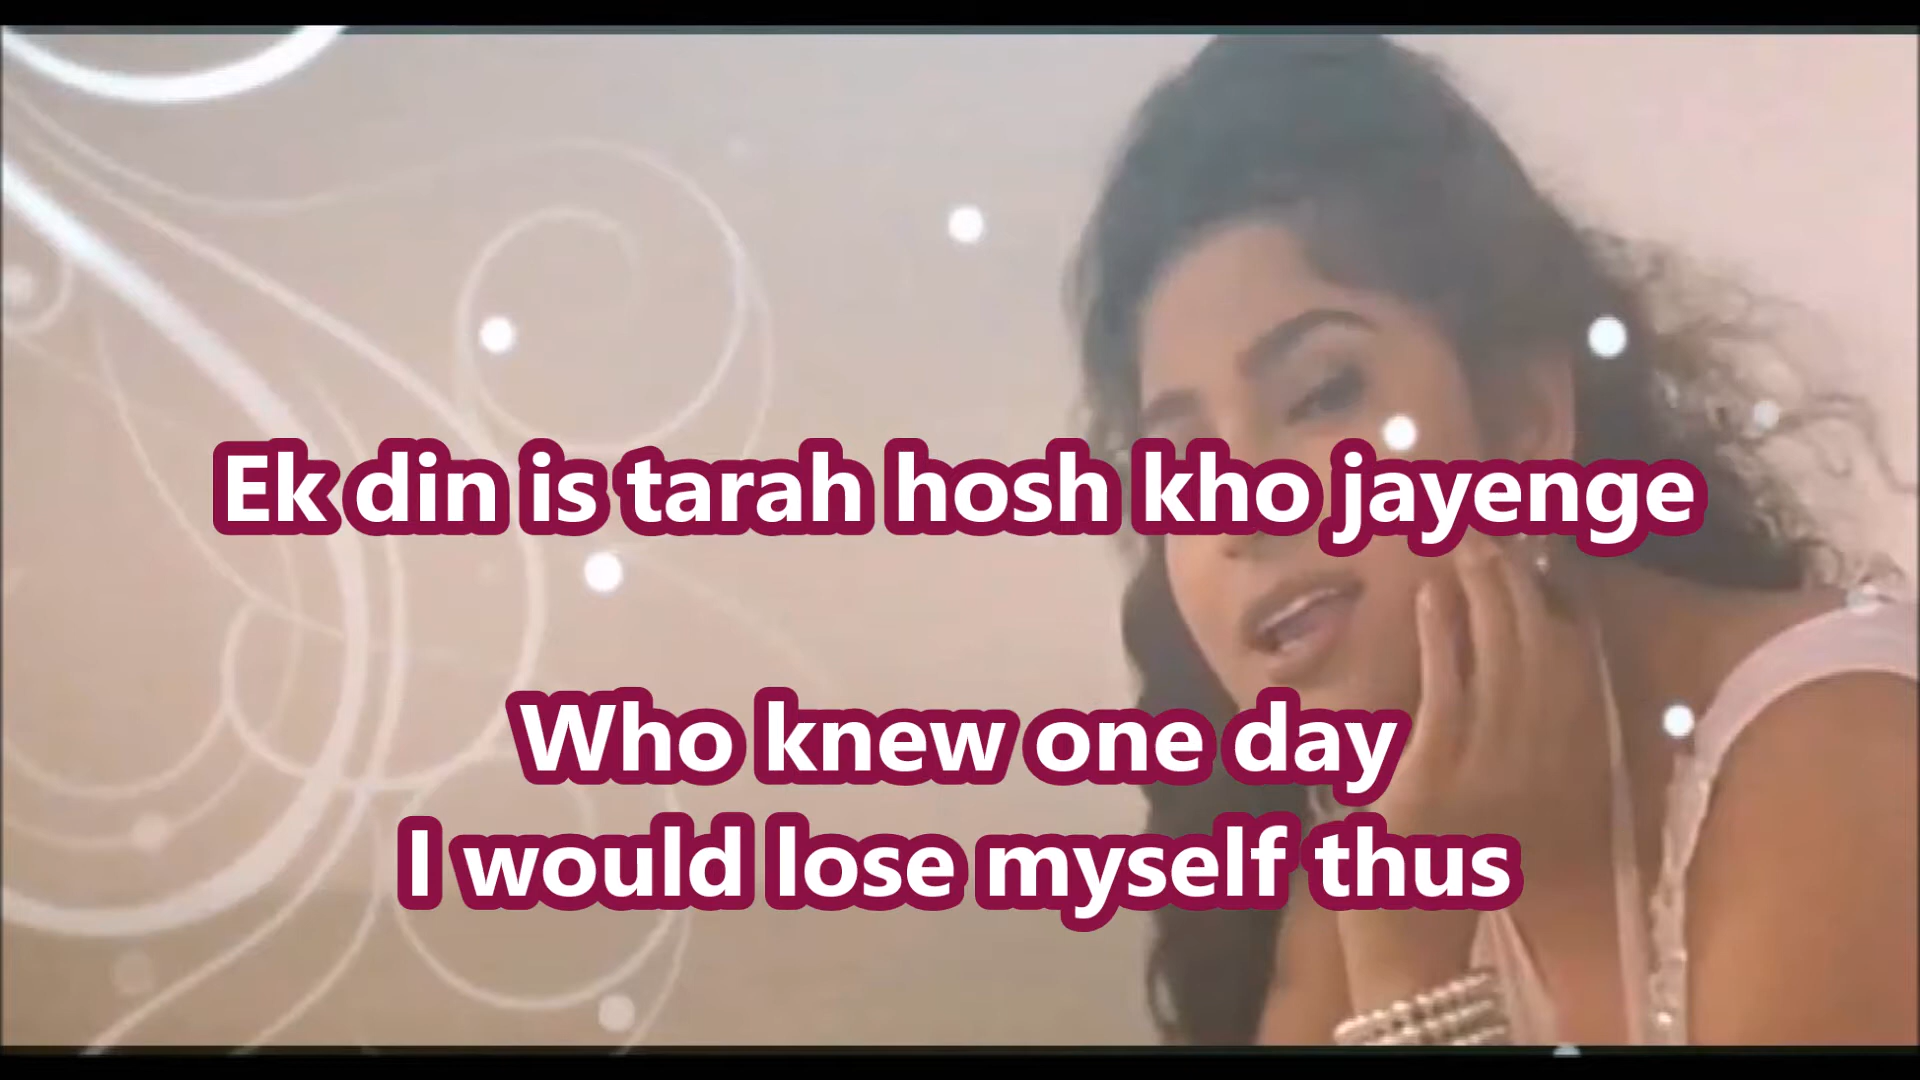 Ek din is tarah hosh kho jayenge
Who knew one day
I would lose myself thus